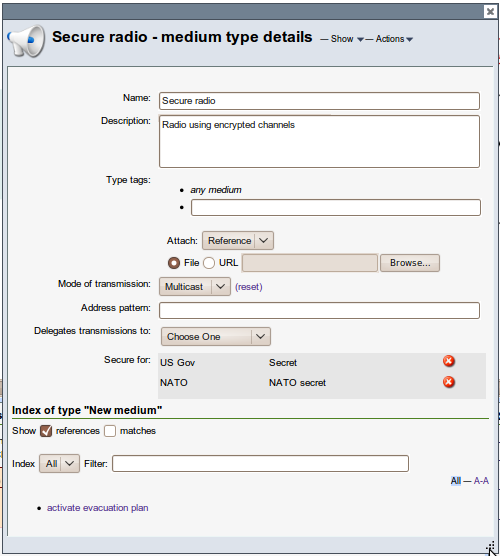 Secure radio - medium type details — Show — Actions
Name: Secure radio
Description: Radio using encrypted channels
Type tags:
any medium
Attach: Reference
File URL Browse...
Mode of transmission: Multicast (reset)
Address pattern:
Delegates transmissions to: Choose One
Secure for: US Gov Secret
NATO NATO secret
Index of type "New medium"
Show references matches
Index All Filter:
All — A-A
activate evacuation plan